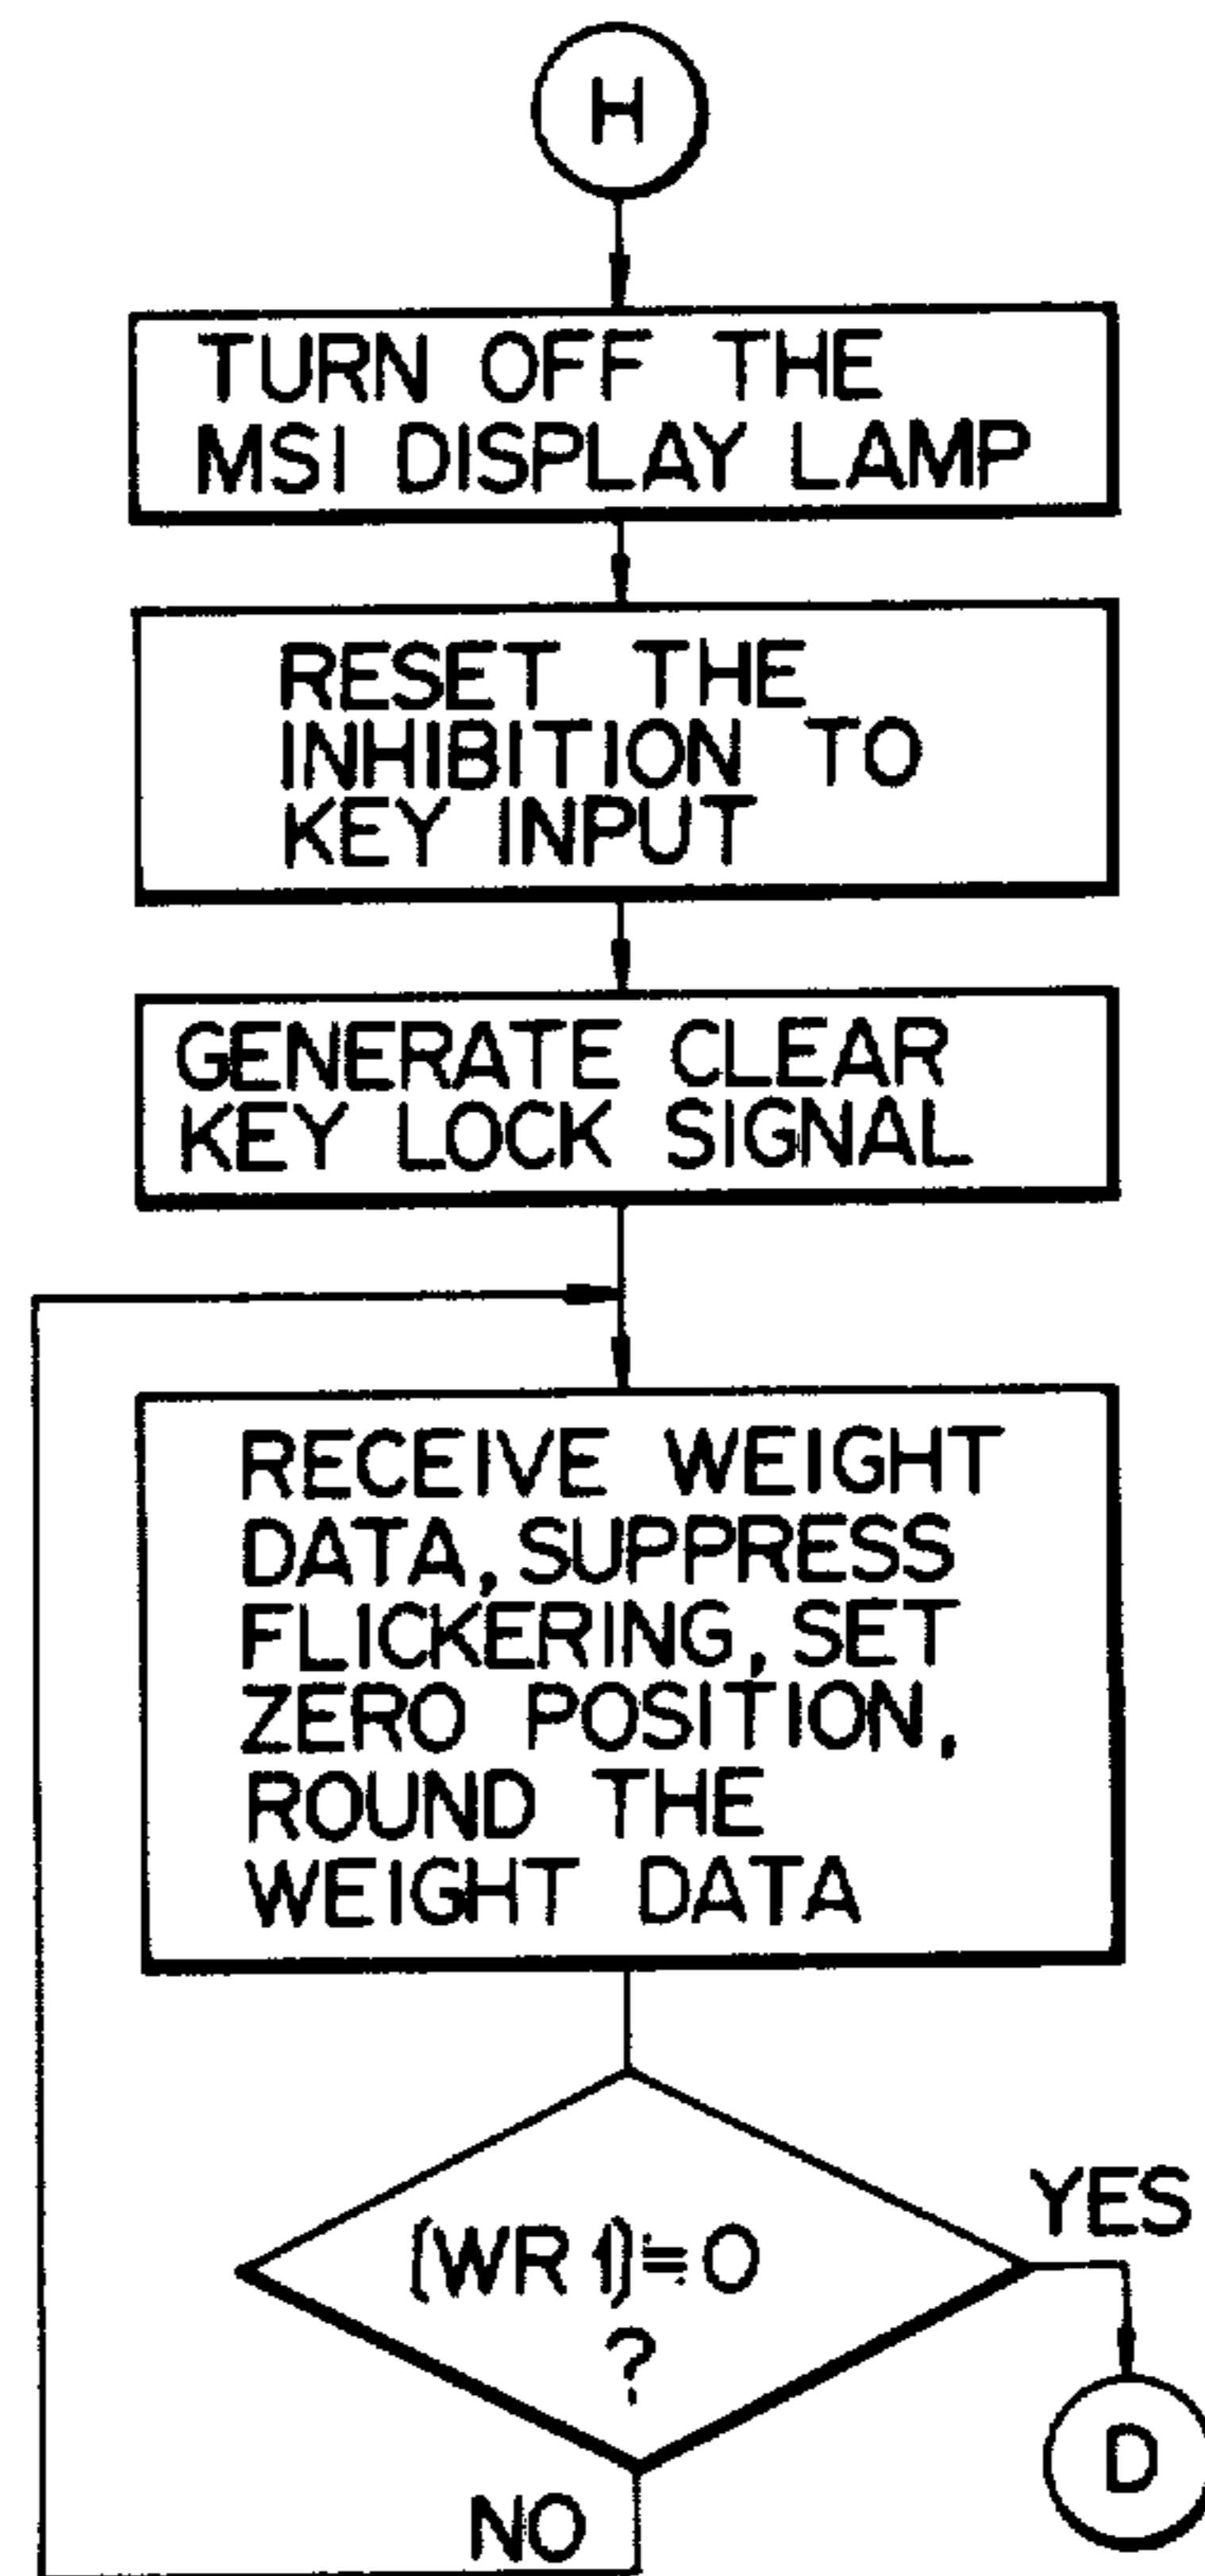 H
TURN OFF THE
MSI DISPLAY LAMP
RESET THE
INHIBITION TO
KEY INPUT
GENERATE CLEAR
KEY LOCK SIGNAL
RECEIVE WEIGHT
DATA, SUPPRESS
FLICKERING, SET
ZERO POSITION,
ROUND THE
WEIGHT DATA
YES
(WR 1)≒0
?
D
NO